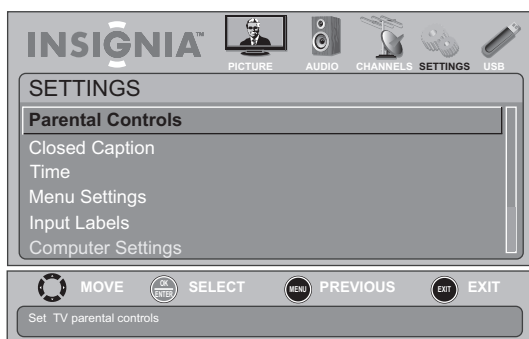 INSIGNIA™
PICTURE AUDIO CHANNELS SETTINGS USB
SETTINGS
Parental Controls
Closed Caption
Time
Menu Settings
Input Labels
Computer Settings
MOVE OK ENTER SELECT MENU PREVIOUS EXIT EXIT
Set TV parental controls